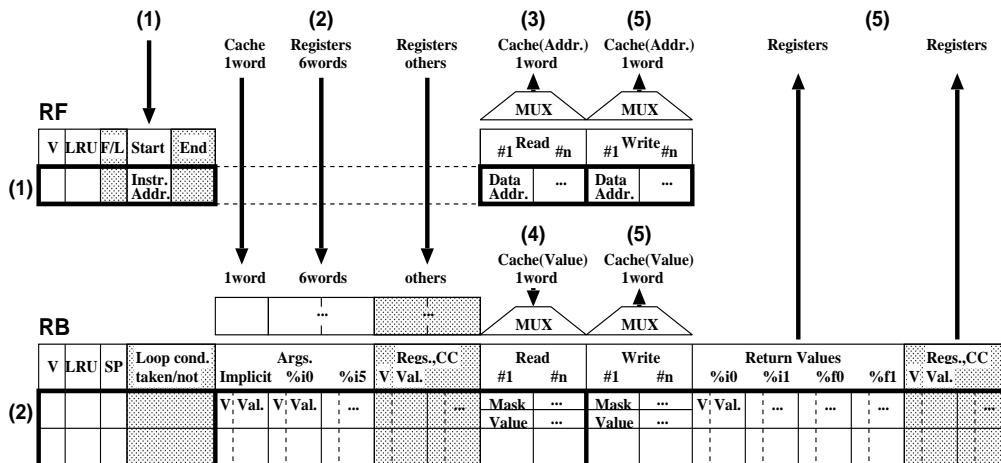 (1) (2) (3) (5) (5)
Cache Registers Registers Cache(Addr.) Cache(Addr.) Registers Registers
1word 6words others 1word 1word
RF MUX MUX
V LRU F/L Start End #1 Read #n #1 Write #n
(1) Instr. Addr. Data Addr. ... Data Addr. ...
(4) (5)
Cache(Value) Cache(Value)
1word 6words others 1word 1word
... ...
RB MUX MUX
V LRU SP Loop cond. Args. Regs.,CC Read Write Return Values Regs.,CC
taken/not Implicit %i0 %i5 V Val. #1 #n #1 #n %i0 %i1 %f0 %f1 V Val.
(2) V Val. V Val. ... ... Mask ... Mask ... V Val. ... ... ... ...
Value ... Value ...